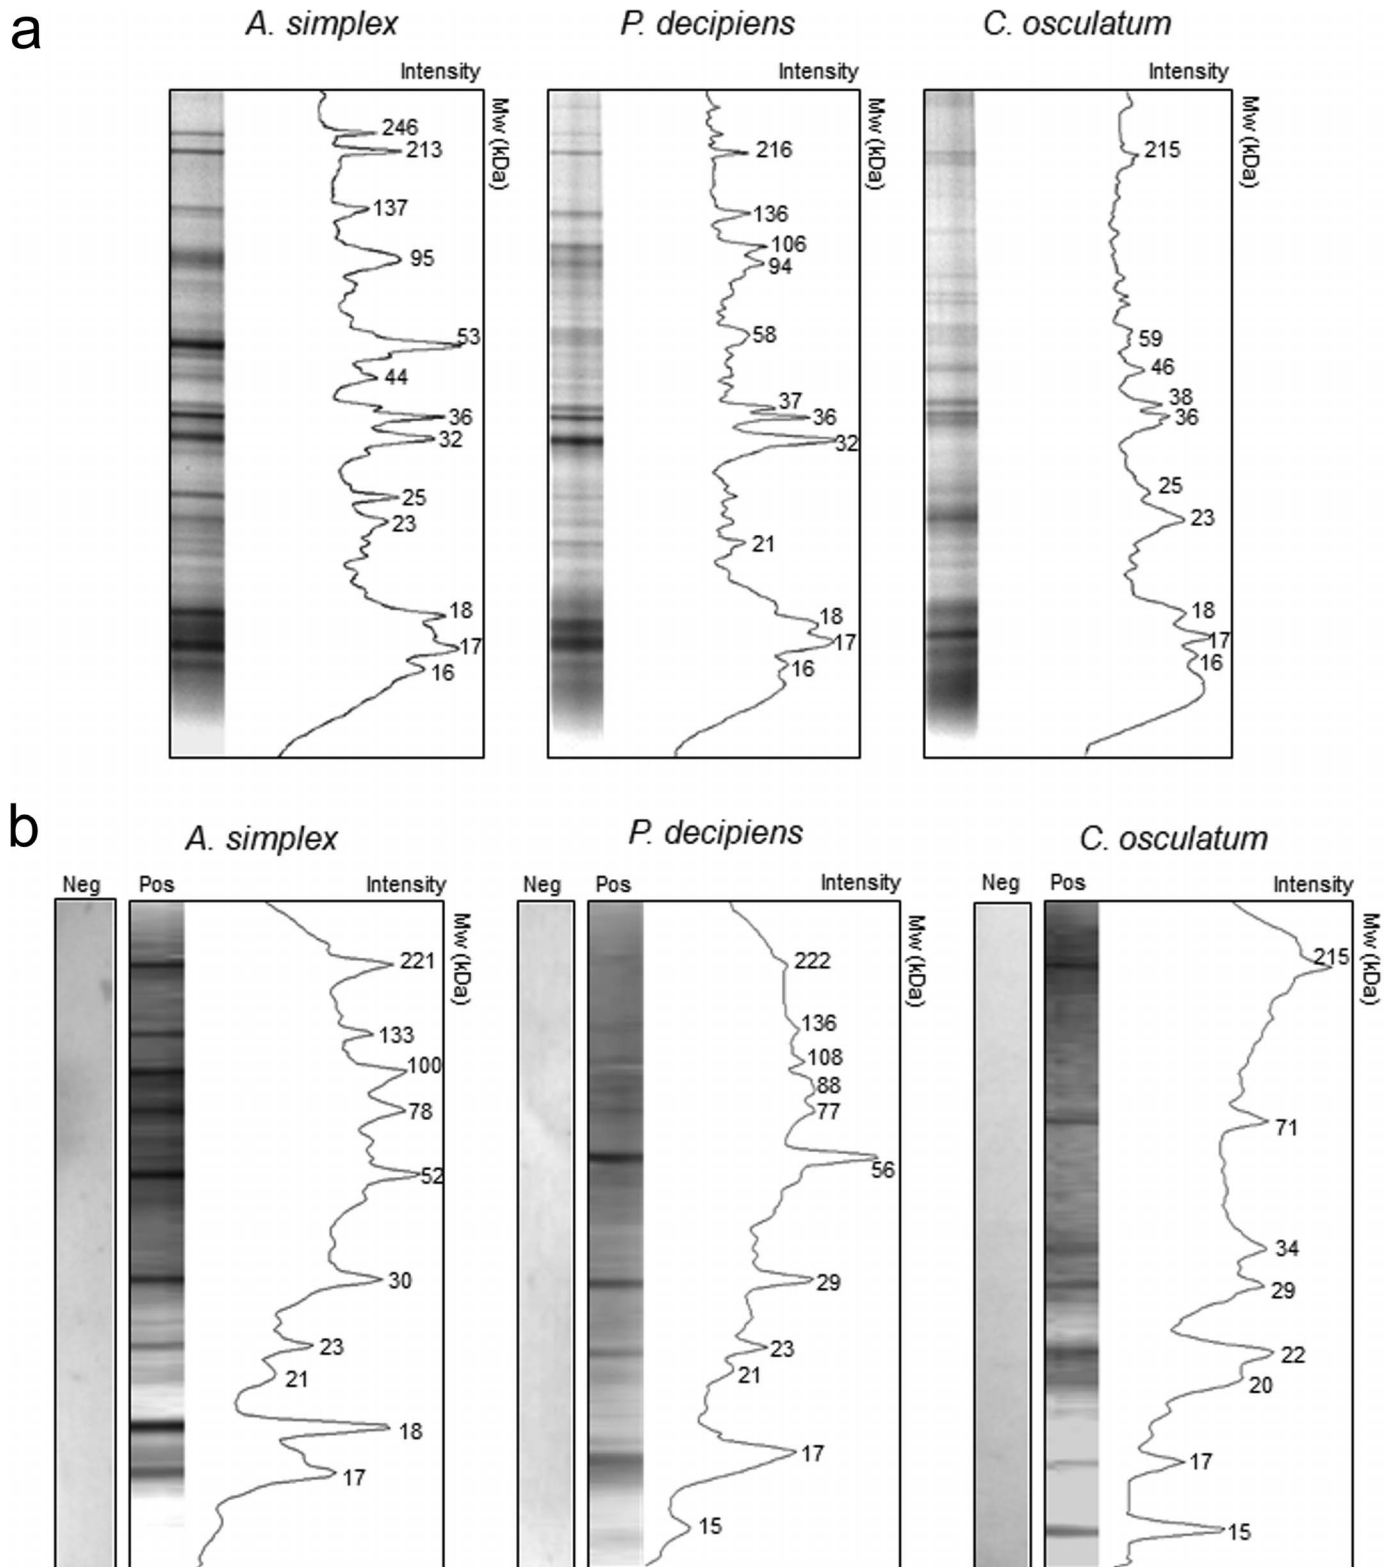 a
A. simplex
P. decipiens
C. osculatum
Intensity
Mw (kDa)
246
213
137
95
53
44
36
32
25
23
18
17
16
Intensity
Mw (kDa)
216
136
106
94
58
37
36
32
21
18
17
16
Intensity
Mw (kDa)
215
59
46
38
36
25
23
18
17
16
b
A. simplex
P. decipiens
C. osculatum
Neg
Pos
Intensity
Mw (kDa)
221
133
100
78
52
30
23
21
18
17
Neg
Pos
Intensity
Mw (kDa)
222
136
108
88
77
56
29
23
21
17
15
Neg
Pos
Intensity
Mw (kDa)
215
71
34
29
22
20
17
15